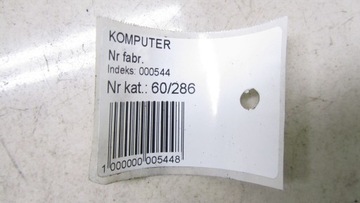 KOMPUTER
Nr fabr.
Indeks: 000544
Nr kat.: 60/286
1 000000 005448